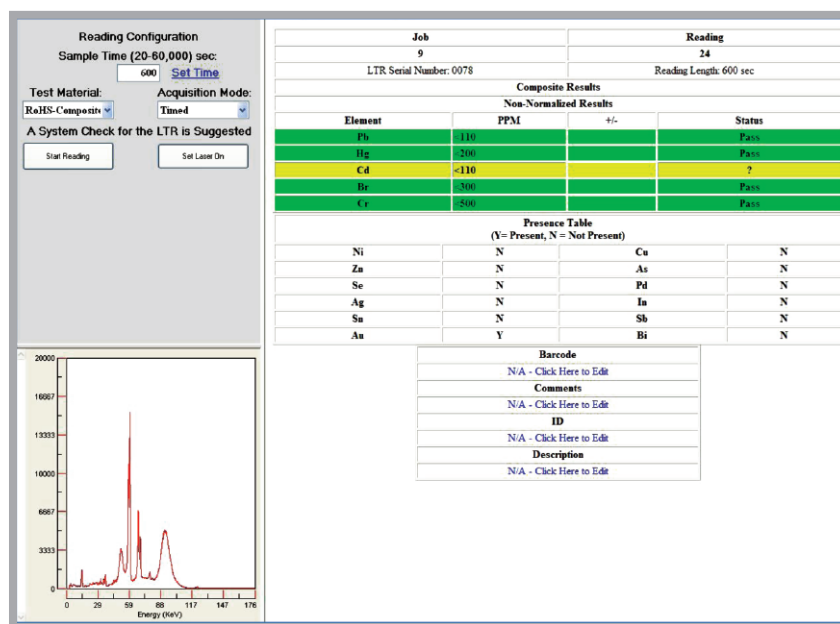 Reading Configuration
Sample Time (20-60,000) sec:
600 Set Time
Test Material: Acquisition Mode:
RoHS-Composite Timed
A System Check for the LTR is Suggested
Start Reading Set Laser On
Job Reading
9 24
LTR Serial Number: 0078 Reading Length: 600 sec
Composite Results
Non-Normalized Results
Element PPM +/- Status
Pb <110 Pass
Hg <200 Pass
Cd <110 ?
Br <300 Pass
Cr <500 Pass
Presence Table
(Y= Present, N = Not Present)
Ni N Cu N
Zn N As N
Se N Pd N
Ag N In N
Sn N Sb N
Au Y Bi N
Barcode
N/A - Click Here to Edit
Comments
N/A - Click Here to Edit
ID
N/A - Click Here to Edit
Description
N/A - Click Here to Edit
20000
16667
13333
10000
6667
3333
0
0 29 59 88 117 147 176
Energy (KeV)